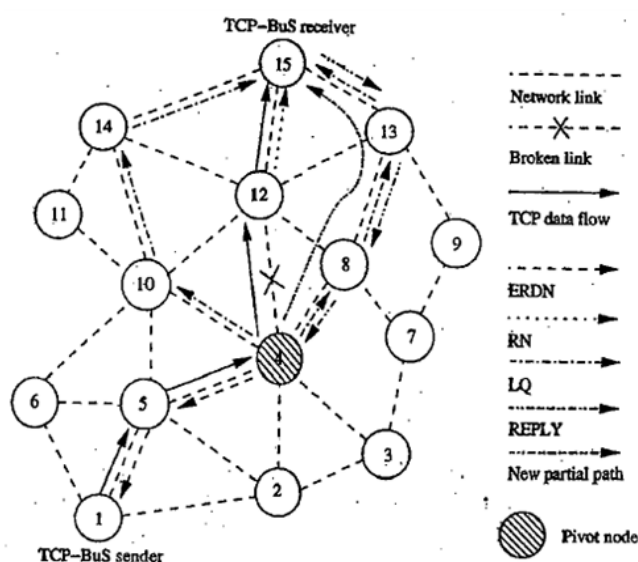 TCP-BuS receiver
15
14
13
12
11
9
8
10
7
4
6
5
3
2
1
TCP-BuS sender
Network link
Broken link
TCP data flow
ERDN
RN
LQ
REPLY
New partial path
Pivot node